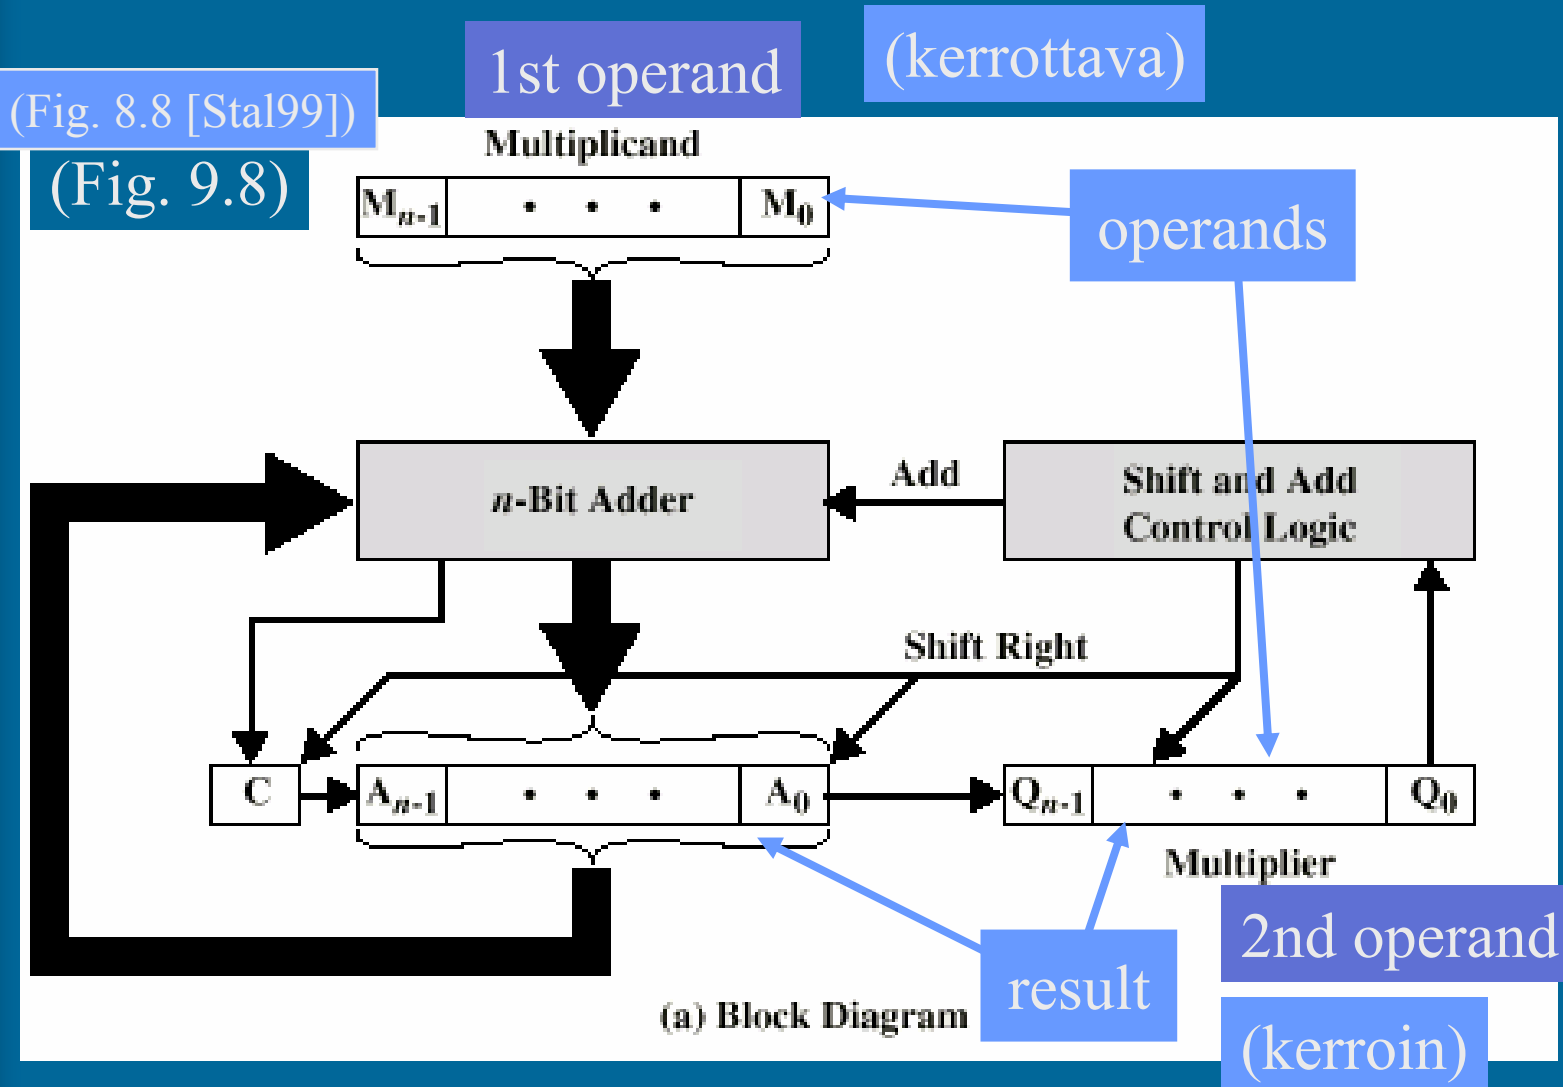 1st operand
(kerrottava)
(Fig. 8.8 [Stal99])
(Fig. 9.8)
Multiplicand
Mn-1 • • • M0
operands
n-Bit Adder
Add
Shift and Add
Control Logic
Shift Right
C
An-1 • • • A0
Qn-1 • • • Q0
Multiplier
2nd operand
result
(a) Block Diagram
(kerroin)